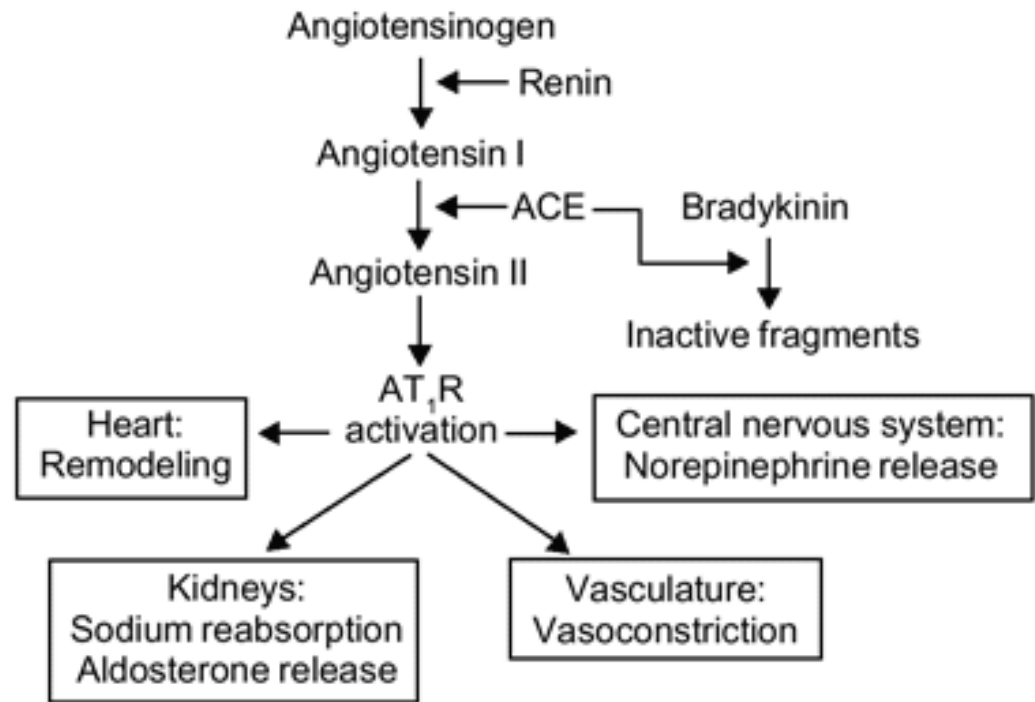 Angiotensinogen
Renin
Angiotensin I
ACE
Bradykinin
Angiotensin II
Inactive fragments
AT₁R
activation
Heart:
Remodeling
Central nervous system:
Norepinephrine release
Kidneys:
Sodium reabsorption
Aldosterone release
Vasculature:
Vasoconstriction